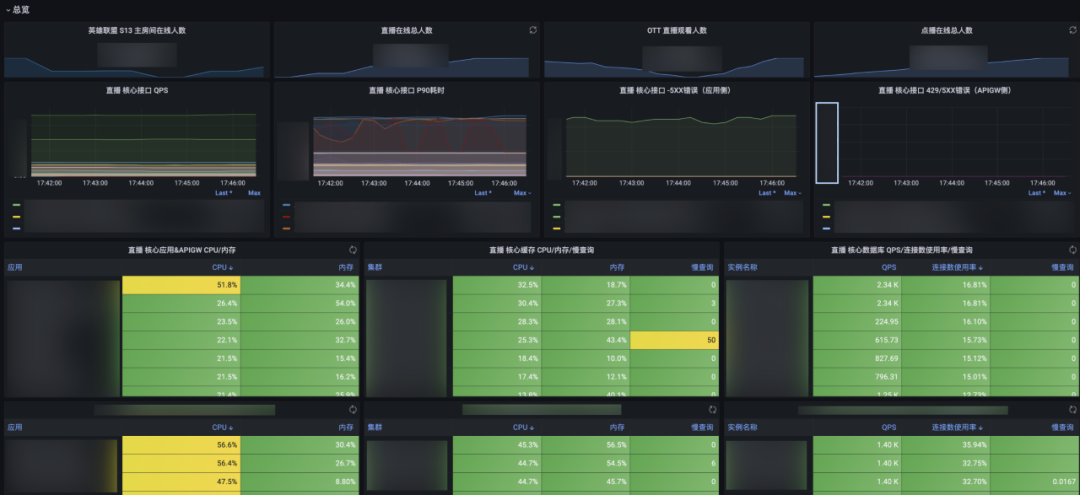 总览
英雄联盟 S13 主房间在线人数
直播在线总人数
OTT 直播观看人数
点播在线总人数
直播 核心接口 QPS
直播 核心接口 P90耗时
直播 核心接口 -5XX错误（应用侧）
直播 核心接口 429/5XX错误（APIGW侧）
17:42:00 17:43:00 17:44:00 17:45:00 17:46:00
17:42:00 17:43:00 17:44:00 17:45:00 17:46:00
17:42:00 17:43:00 17:44:00 17:45:00 17:46:00
17:42:00 17:43:00 17:44:00 17:45:00 17:46:00
Last * Max
Last * Max
Last * Max
Last * Max
直播 核心应用&APIGW CPU/内存
应用 CPU ↓ 内存
51.8% 34.4%
26.4% 54.0%
23.5% 26.0%
22.1% 32.7%
21.5% 15.4%
21.5% 16.2%
21.4% 25.9%
直播 核心缓存 CPU/内存/慢查询
集群 CPU ↓ 内存 慢查询
32.5% 18.7% 0
30.4% 27.3% 3
28.3% 28.1% 0
25.3% 43.4% 50
18.4% 10.0% 0
17.4% 12.1% 0
40.1% 0
直播 核心数据库 QPS/连接数使用率/慢查询
实例名称 QPS 连接数使用率 ↓ 慢查询
2.34 K 16.81% 0
2.34 K 16.81% 0
224.95 16.10% 0
615.73 15.73% 0
827.69 15.12% 0
796.31 15.01% 0
1.25 K 12.73%
应用 CPU ↓ 内存
56.6% 30.4%
56.4% 26.7%
47.5% 8.80%
集群 CPU ↓ 内存 慢查询
45.3% 56.5% 0
44.7% 54.5% 6
44.7% 45.7% 0
实例名称 QPS 连接数使用率 ↓ 慢查询
1.40 K 35.94% 0
1.40 K 32.75% 0
1.40 K 32.70% 0.0167